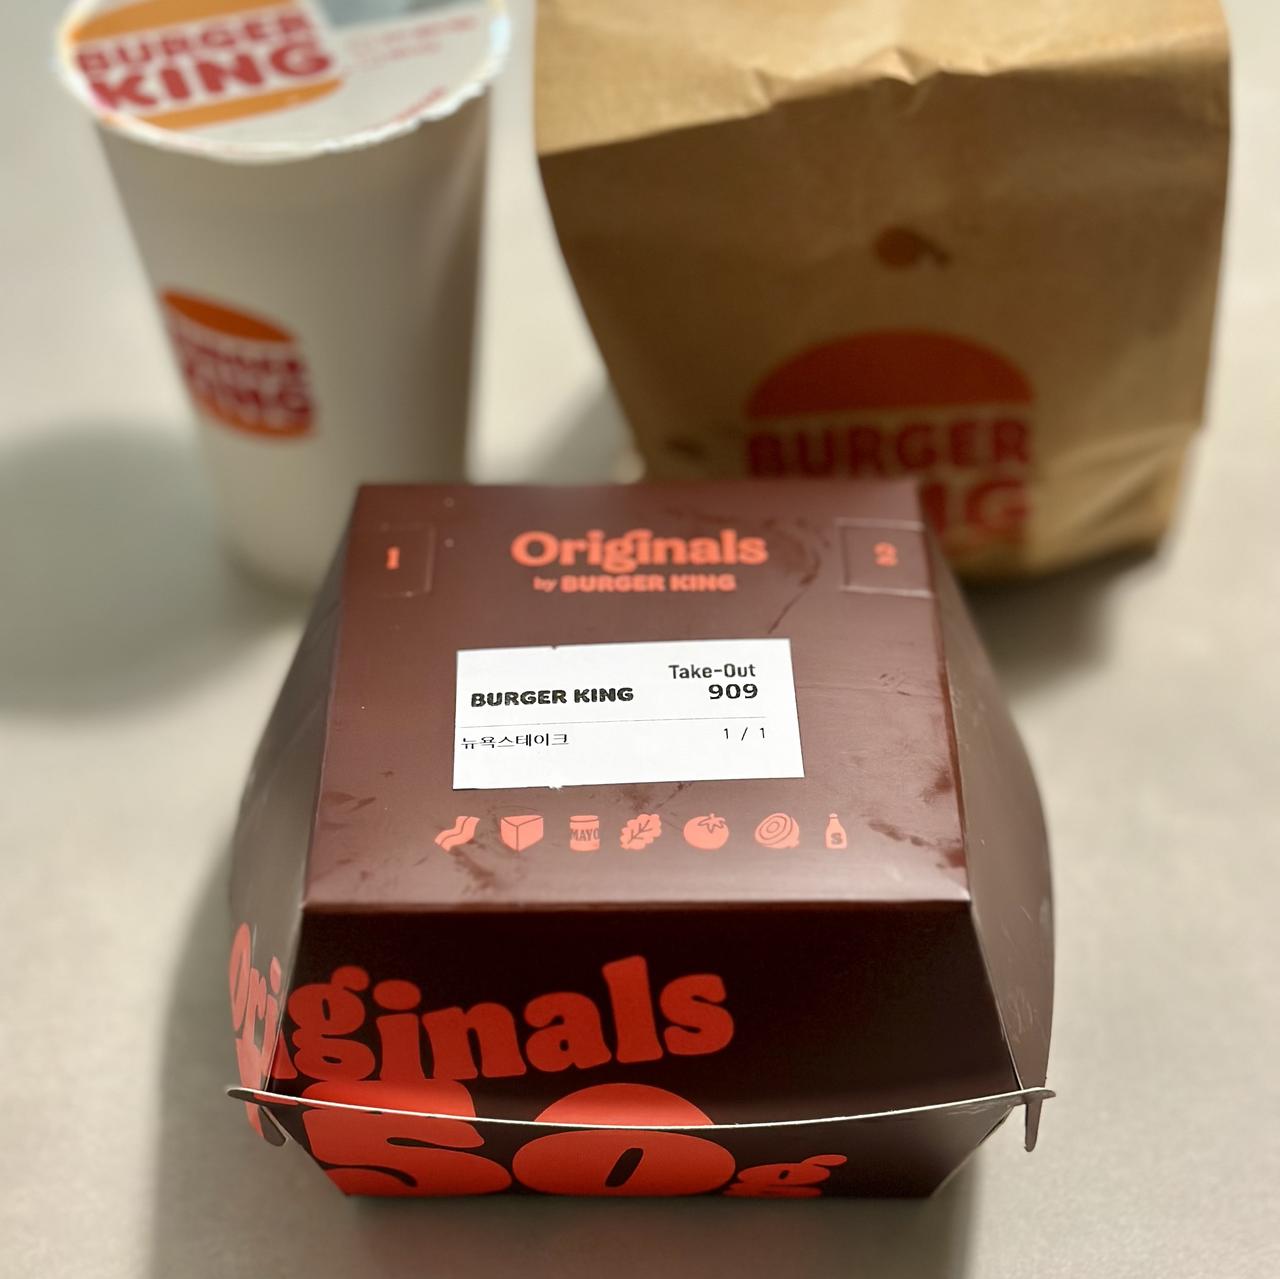 BURGER
KING
BURGER
KING
BURGER
KING
1
Originals
2
by BURGER KING
Take-Out
BURGER KING
909
뉴욕스테이크
1 / 1
MAYO
S
Originals
50g